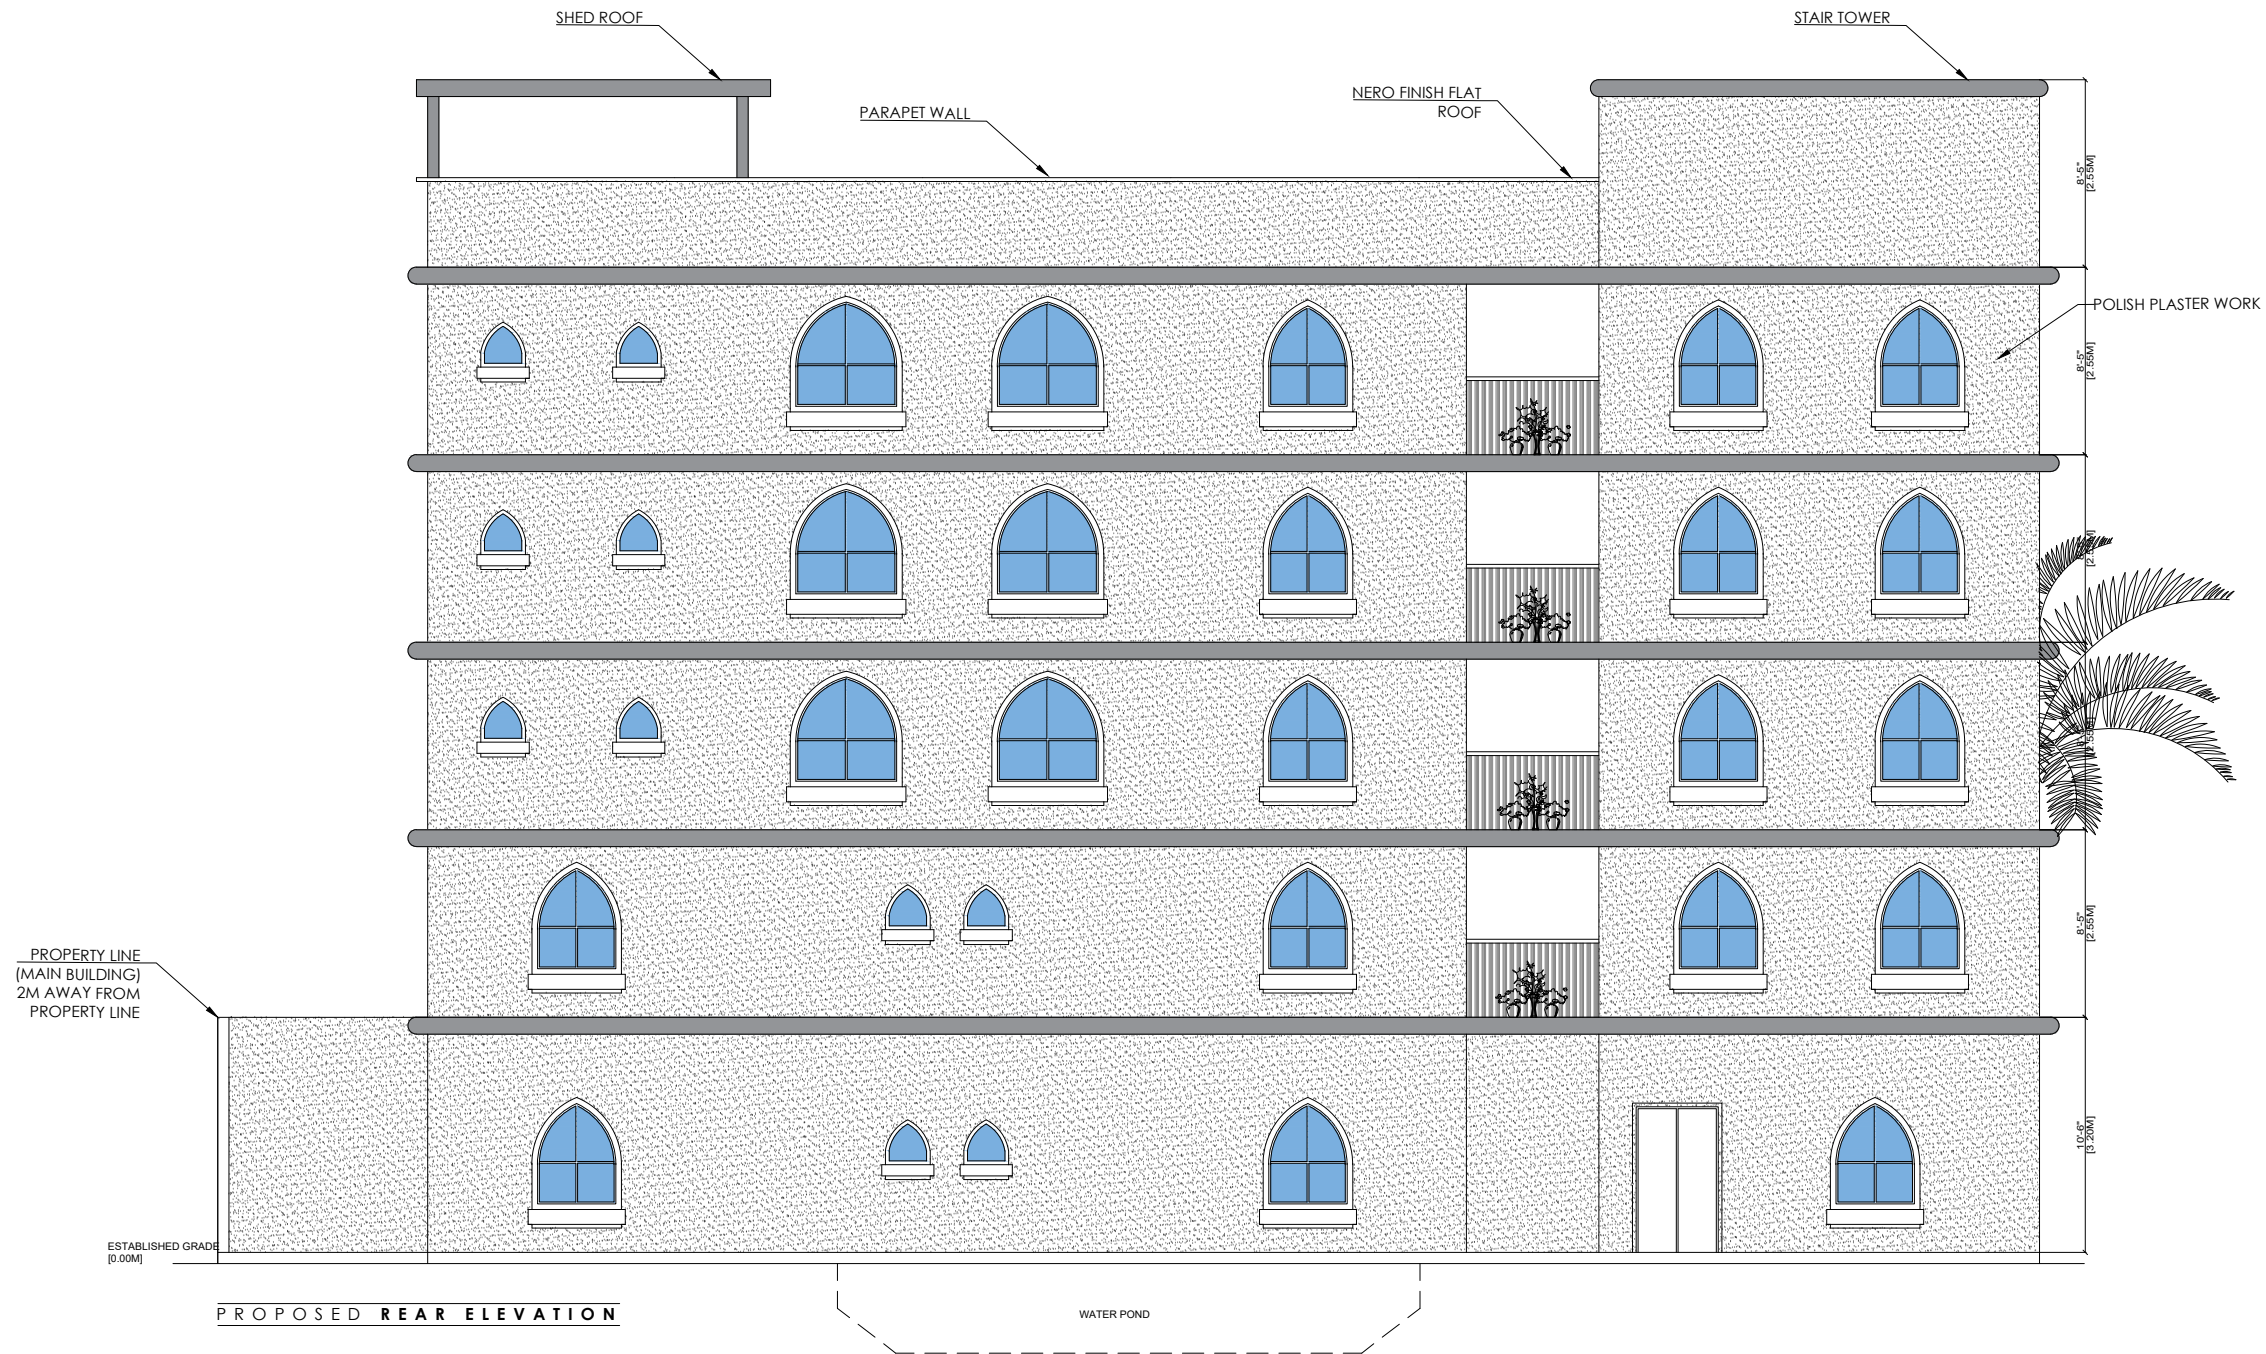 SHED ROOF
STAIR TOWER
NERO FINISH FLAT
ROOF
PARAPET WALL
8'-5"
[2.55M]
POLISH PLASTER WORK
8'-5"
[2.55M]
8'-5"
[2.55M]
PROPERTY LINE
(MAIN BUILDING)
2M AWAY FROM
PROPERTY LINE
10'-6"
[3.20M]
ESTABLISHED GRADE
[0.00M]
PROPOSED REAR ELEVATION
WATER POND